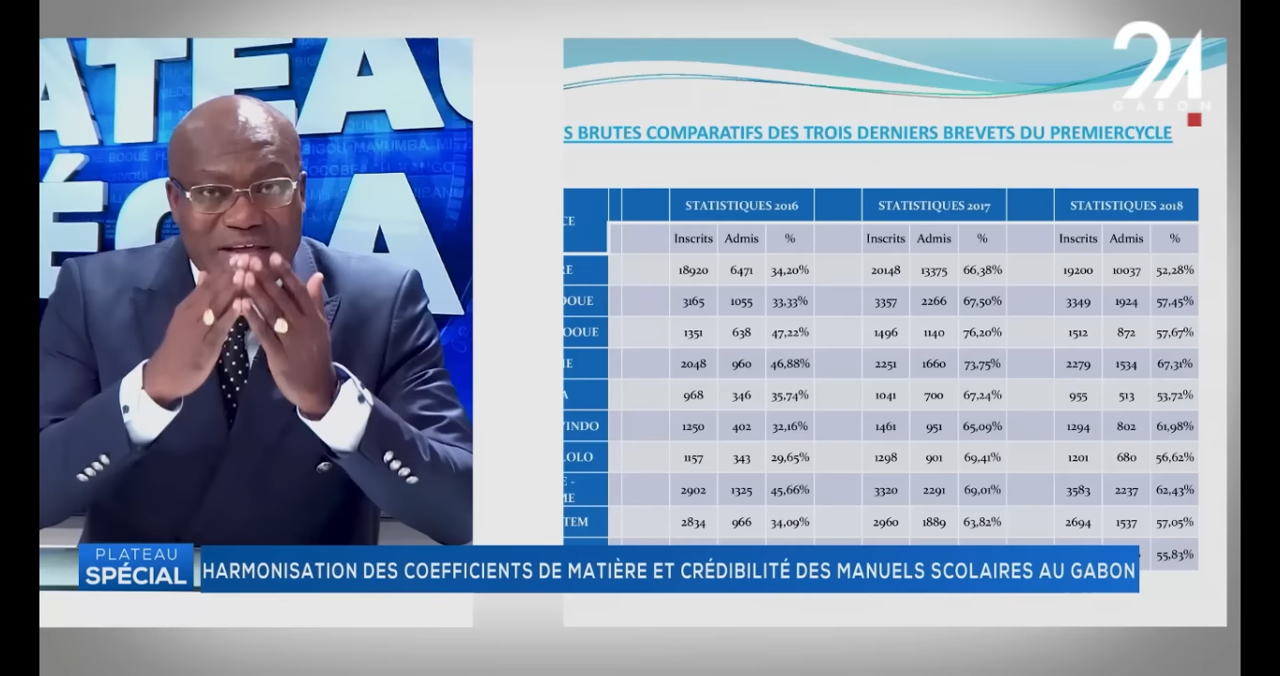 24
GABON
S BRUTES COMPARATIFS DES TROIS DERNIERS BREVETS DU PREMIERCYCLE
CE STATISTIQUES 2016 STATISTIQUES 2017 STATISTIQUES 2018
Inscrits Admis % Inscrits Admis % Inscrits Admis %
RE 18920 6471 34,20% 20148 13375 66,38% 19200 10037 52,28%
OOUE 3165 1055 33,33% 3357 2266 67,50% 3349 1924 57,45%
OOUE 1351 638 47,22% 1496 1140 76,20% 1512 872 57,67%
IE 2048 960 46,88% 2251 1660 73,75% 2279 1534 67,31%
A 968 346 35,74% 1041 700 67,24% 955 513 53,72%
INDO 1250 402 32,16% 1461 951 65,09% 1294 802 61,98%
LOLO 1157 343 29,65% 1298 901 69,41% 1201 680 56,62%
E -
ME 2902 1325 45,66% 3320 2291 69,01% 3583 2237 62,43%
TEM 2834 966 34,09% 2960 1889 63,82% 2694 1537 57,05%
55,83%
PLATEAU
SPÉCIAL
HARMONISATION DES COEFFICIENTS DE MATIÈRE ET CRÉDIBILITÉ DES MANUELS SCOLAIRES AU GABON